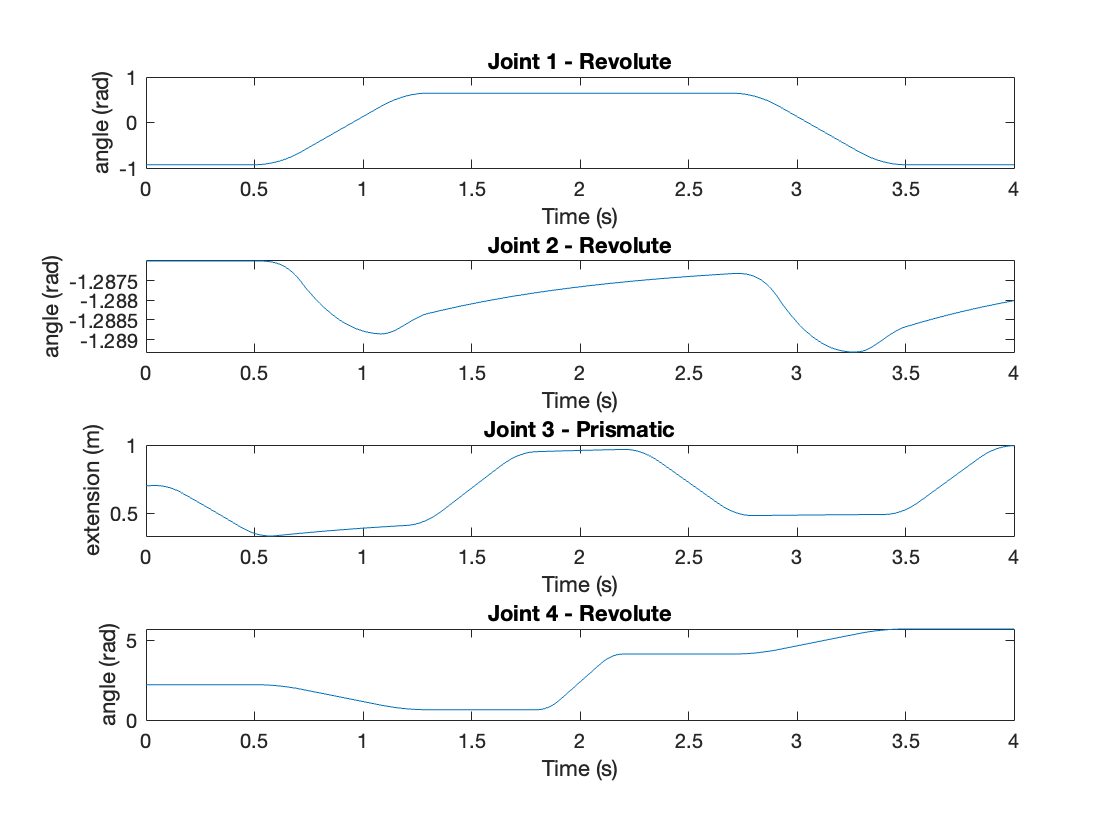 Joint 1 - Revolute
angle (rad)
1
0
-1
0 0.5 1 1.5 2 2.5 3 3.5 4
Time (s)
Joint 2 - Revolute
angle (rad)
-1.2875
-1.288
-1.2885
-1.289
0 0.5 1 1.5 2 2.5 3 3.5 4
Time (s)
Joint 3 - Prismatic
extension (m)
1
0.5
0 0.5 1 1.5 2 2.5 3 3.5 4
Time (s)
Joint 4 - Revolute
angle (rad)
5
0
0 0.5 1 1.5 2 2.5 3 3.5 4
Time (s)